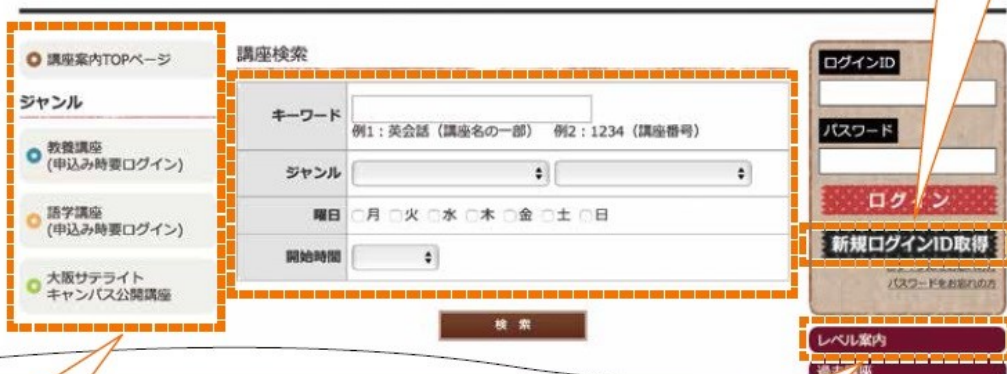 講座案内TOPページ
ジャンル
教養講座
(申込み時要ログイン)
語学講座
(申込み時要ログイン)
大阪サテライト
キャンパス公開講座
講座検索
キーワード
例1：英会話（講座名の一部） 例2：1234（講座番号）
ジャンル
曜日 月 火 水 木 金 土 日
開始時間
検索
ログインID
パスワード
ログイン
新規ログインID取得
パスワードをお忘れの方
レベル案内